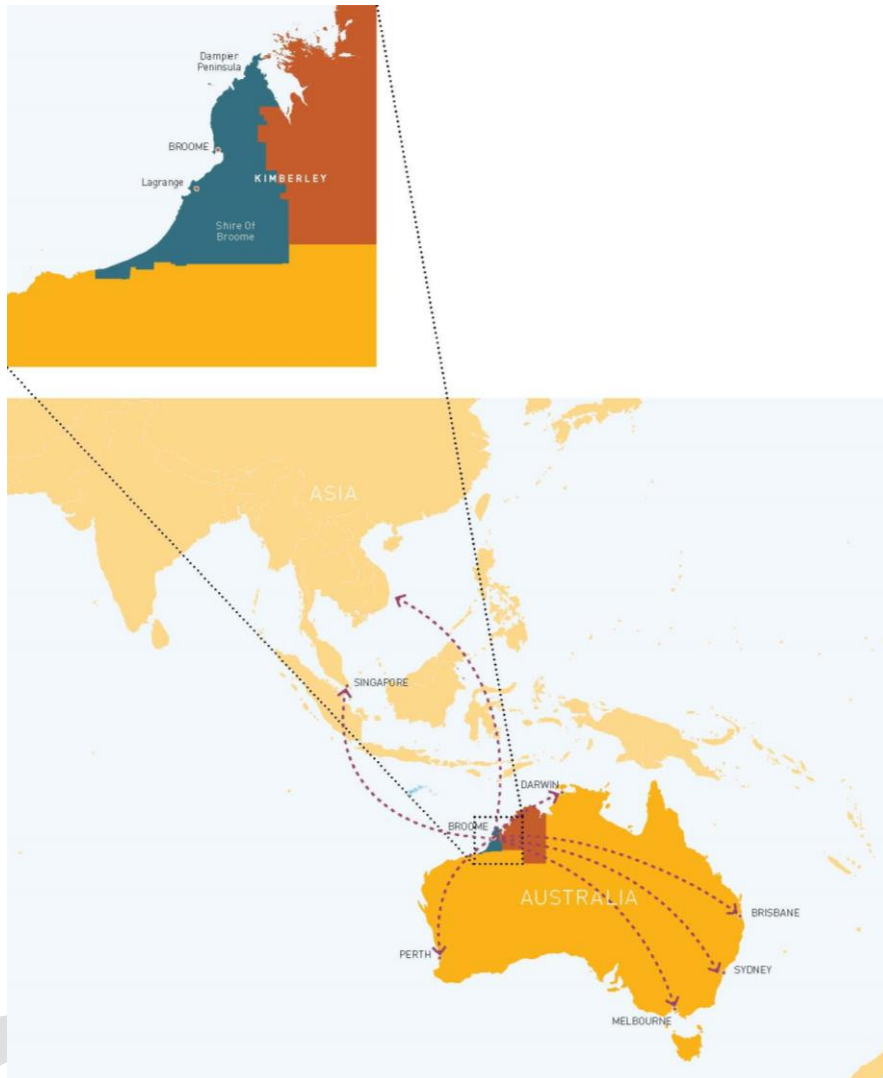 Dampier
Peninsula
BROOME
Lagrange
KIMBERLEY
Shire Of
Broome
ASIA
SINGAPORE
DARWIN
BROOME
AUSTRALIA
BRISBANE
PERTH
SYDNEY
MELBOURNE